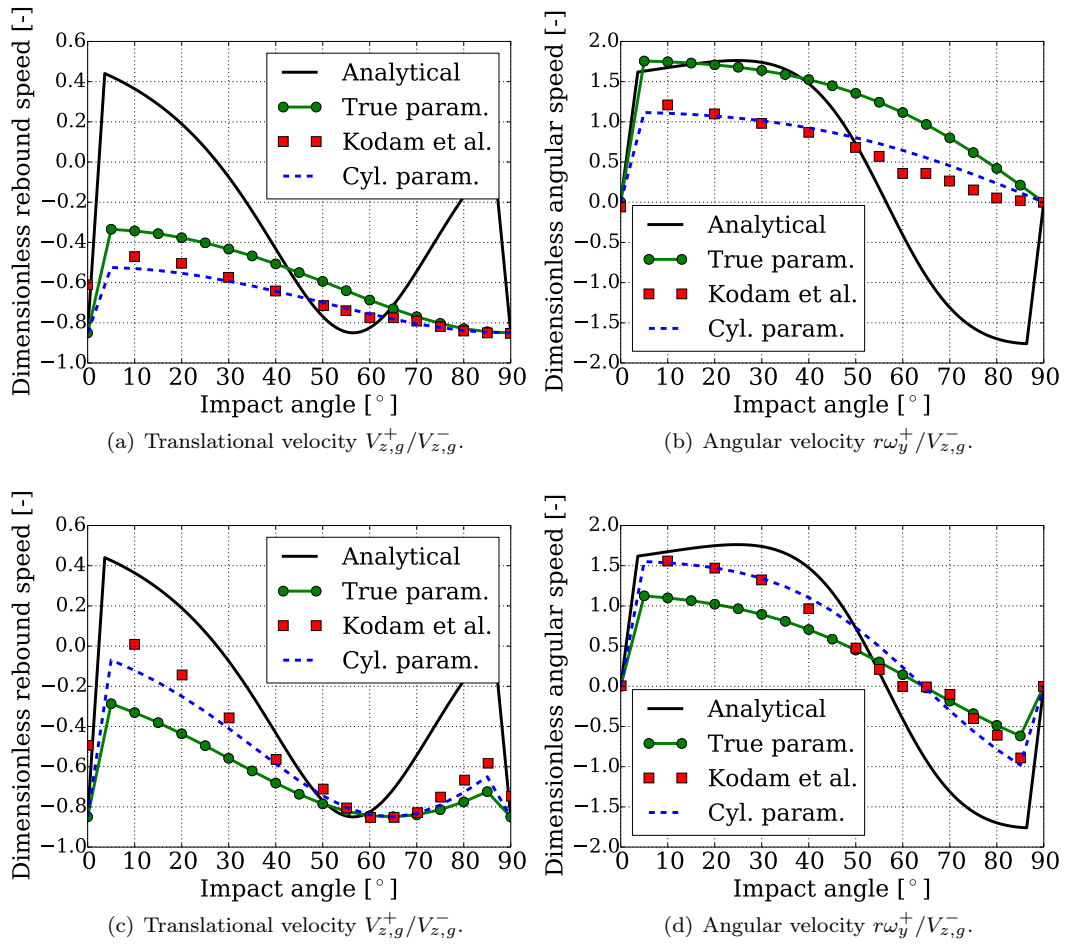 Dimensionless rebound speed [-]
0.6
0.4
0.2
0.0
−0.2
−0.4
−0.6
−0.8
−1.0
Analytical
True param.
Kodam et al.
Cyl. param.
0 10 20 30 40 50 60 70 80 90
Impact angle [°]
(a) Translational velocity V⁺z,g/V⁻z,g.
Dimensionless angular speed [-]
2.0
1.5
1.0
0.5
0.0
−0.5
−1.0
−1.5
−2.0
Analytical
True param.
Kodam et al.
Cyl. param.
0 10 20 30 40 50 60 70 80 90
Impact angle [°]
(b) Angular velocity rω⁺y/V⁻z,g.
Dimensionless rebound speed [-]
0.6
0.4
0.2
0.0
−0.2
−0.4
−0.6
−0.8
−1.0
Analytical
True param.
Kodam et al.
Cyl. param.
0 10 20 30 40 50 60 70 80 90
Impact angle [°]
(c) Translational velocity V⁺z,g/V⁻z,g.
Dimensionless angular speed [-]
2.0
1.5
1.0
0.5
0.0
−0.5
−1.0
−1.5
−2.0
Analytical
True param.
Kodam et al.
Cyl. param.
0 10 20 30 40 50 60 70 80 90
Impact angle [°]
(d) Angular velocity rω⁺y/V⁻z,g.